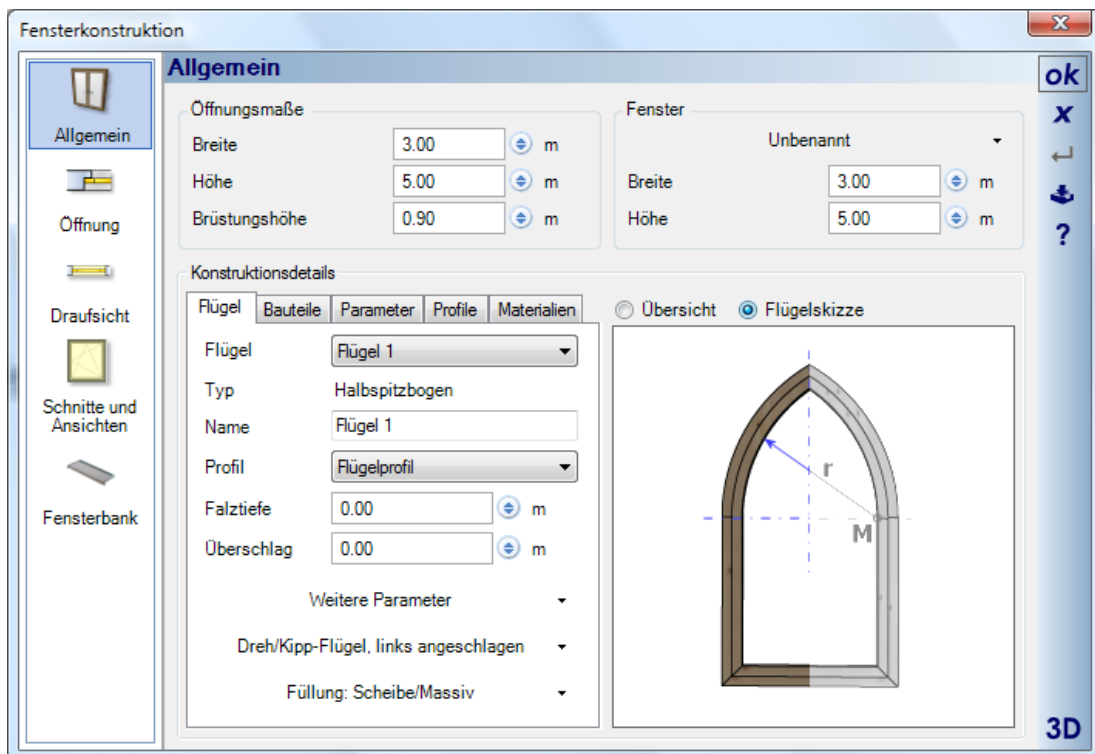 Fensterkonstruktion
x
Allgemein
Öffnung
Draufsicht
Schnitte und
Ansichten
Fensterbank
Allgemein
Öffnungsmaße
Breite 3.00 m
Höhe 5.00 m
Brüstungshöhe 0.90 m
Fenster
Unbenannt
Breite 3.00 m
Höhe 5.00 m
Konstruktionsdetails
Flügel Bauteile Parameter Profile Materialien
Flügel Flügel 1
Typ Halbspitzbogen
Name Flügel 1
Profil Flügelprofil
Falztiefe 0.00 m
Überschlag 0.00 m
Weitere Parameter
Dreh/Kipp-Flügel, links angeschlagen
Füllung: Scheibe/Massiv
Übersicht Flügelskizze
r
M
ok
x
?
3D